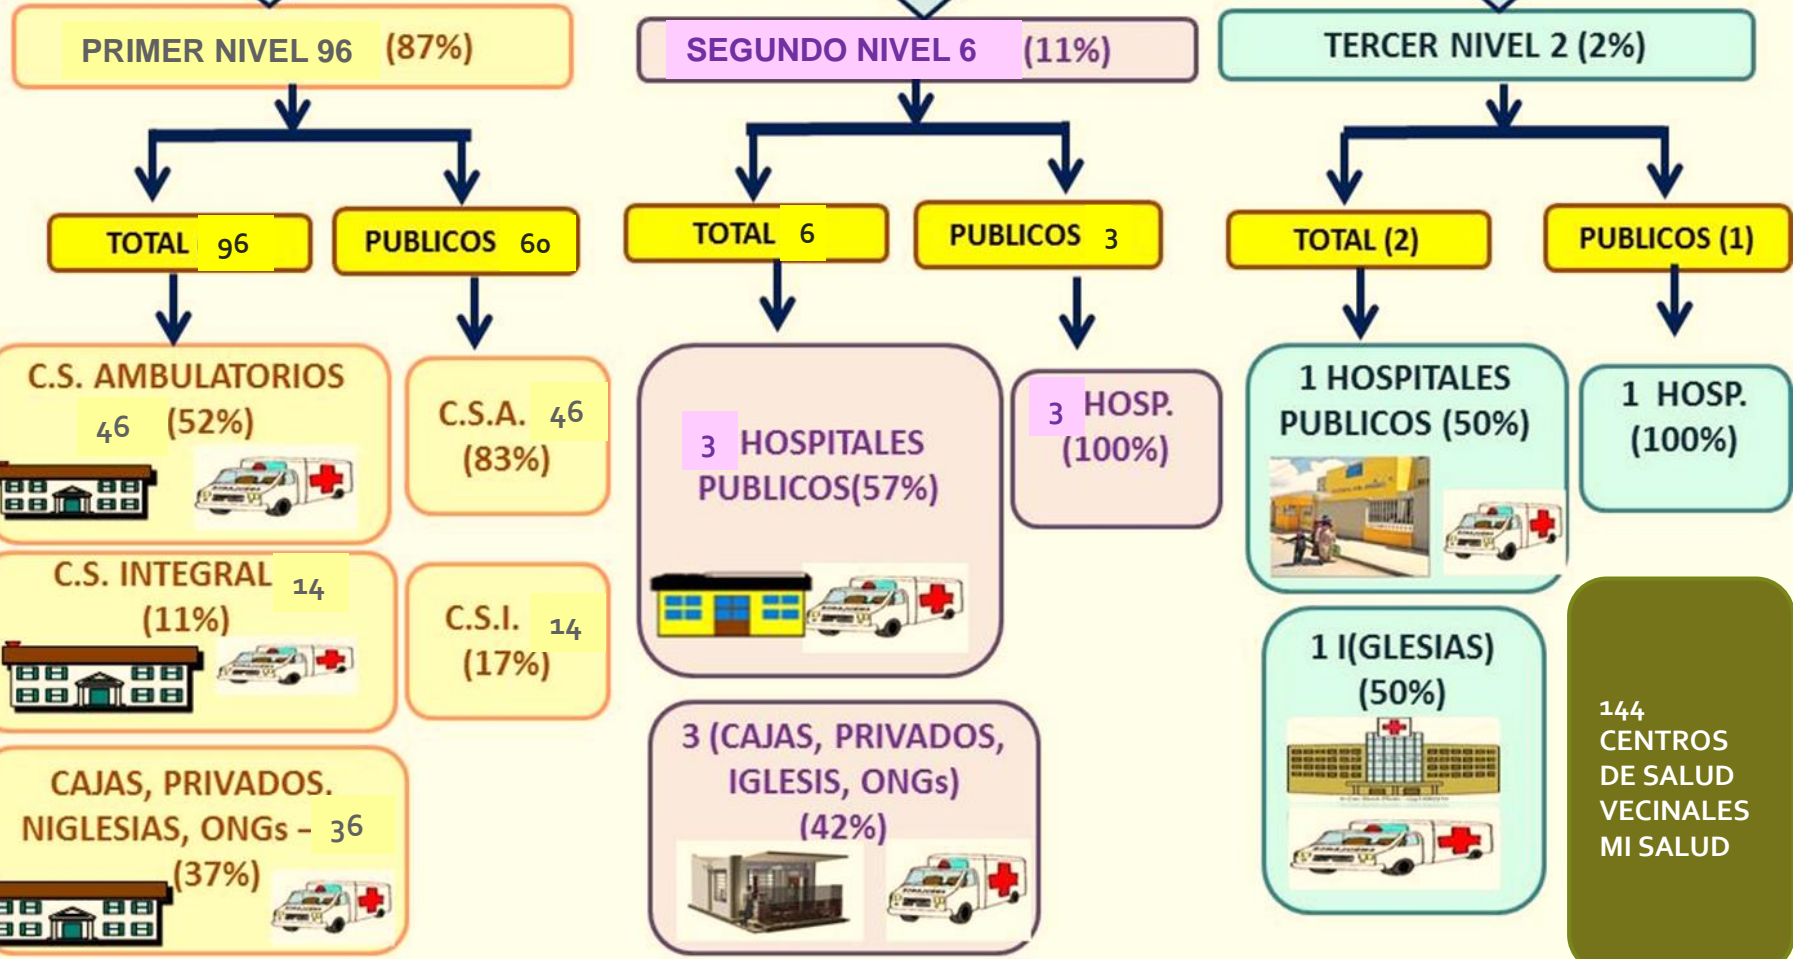 PRIMER NIVEL 96 (87%)
SEGUNDO NIVEL 6 (11%)
TERCER NIVEL 2 (2%)
TOTAL 96
PUBLICOS 60
TOTAL 6
PUBLICOS 3
TOTAL (2)
PUBLICOS (1)
C.S. AMBULATORIOS
46 (52%)
C.S.A. 46
(83%)
C.S. INTEGRAL 14
(11%)
C.S.I. 14
(17%)
CAJAS, PRIVADOS,
NIGLESIAS, ONGs – 36
(37%)
3 HOSPITALES
PUBLICOS(57%)
3 HOSP.
(100%)
3 (CAJAS, PRIVADOS,
IGLESIS, ONGs)
(42%)
1 HOSPITALES
PUBLICOS (50%)
1 HOSP.
(100%)
1 I(GLESIAS)
(50%)
144
CENTROS
DE SALUD
VECINALES
MI SALUD